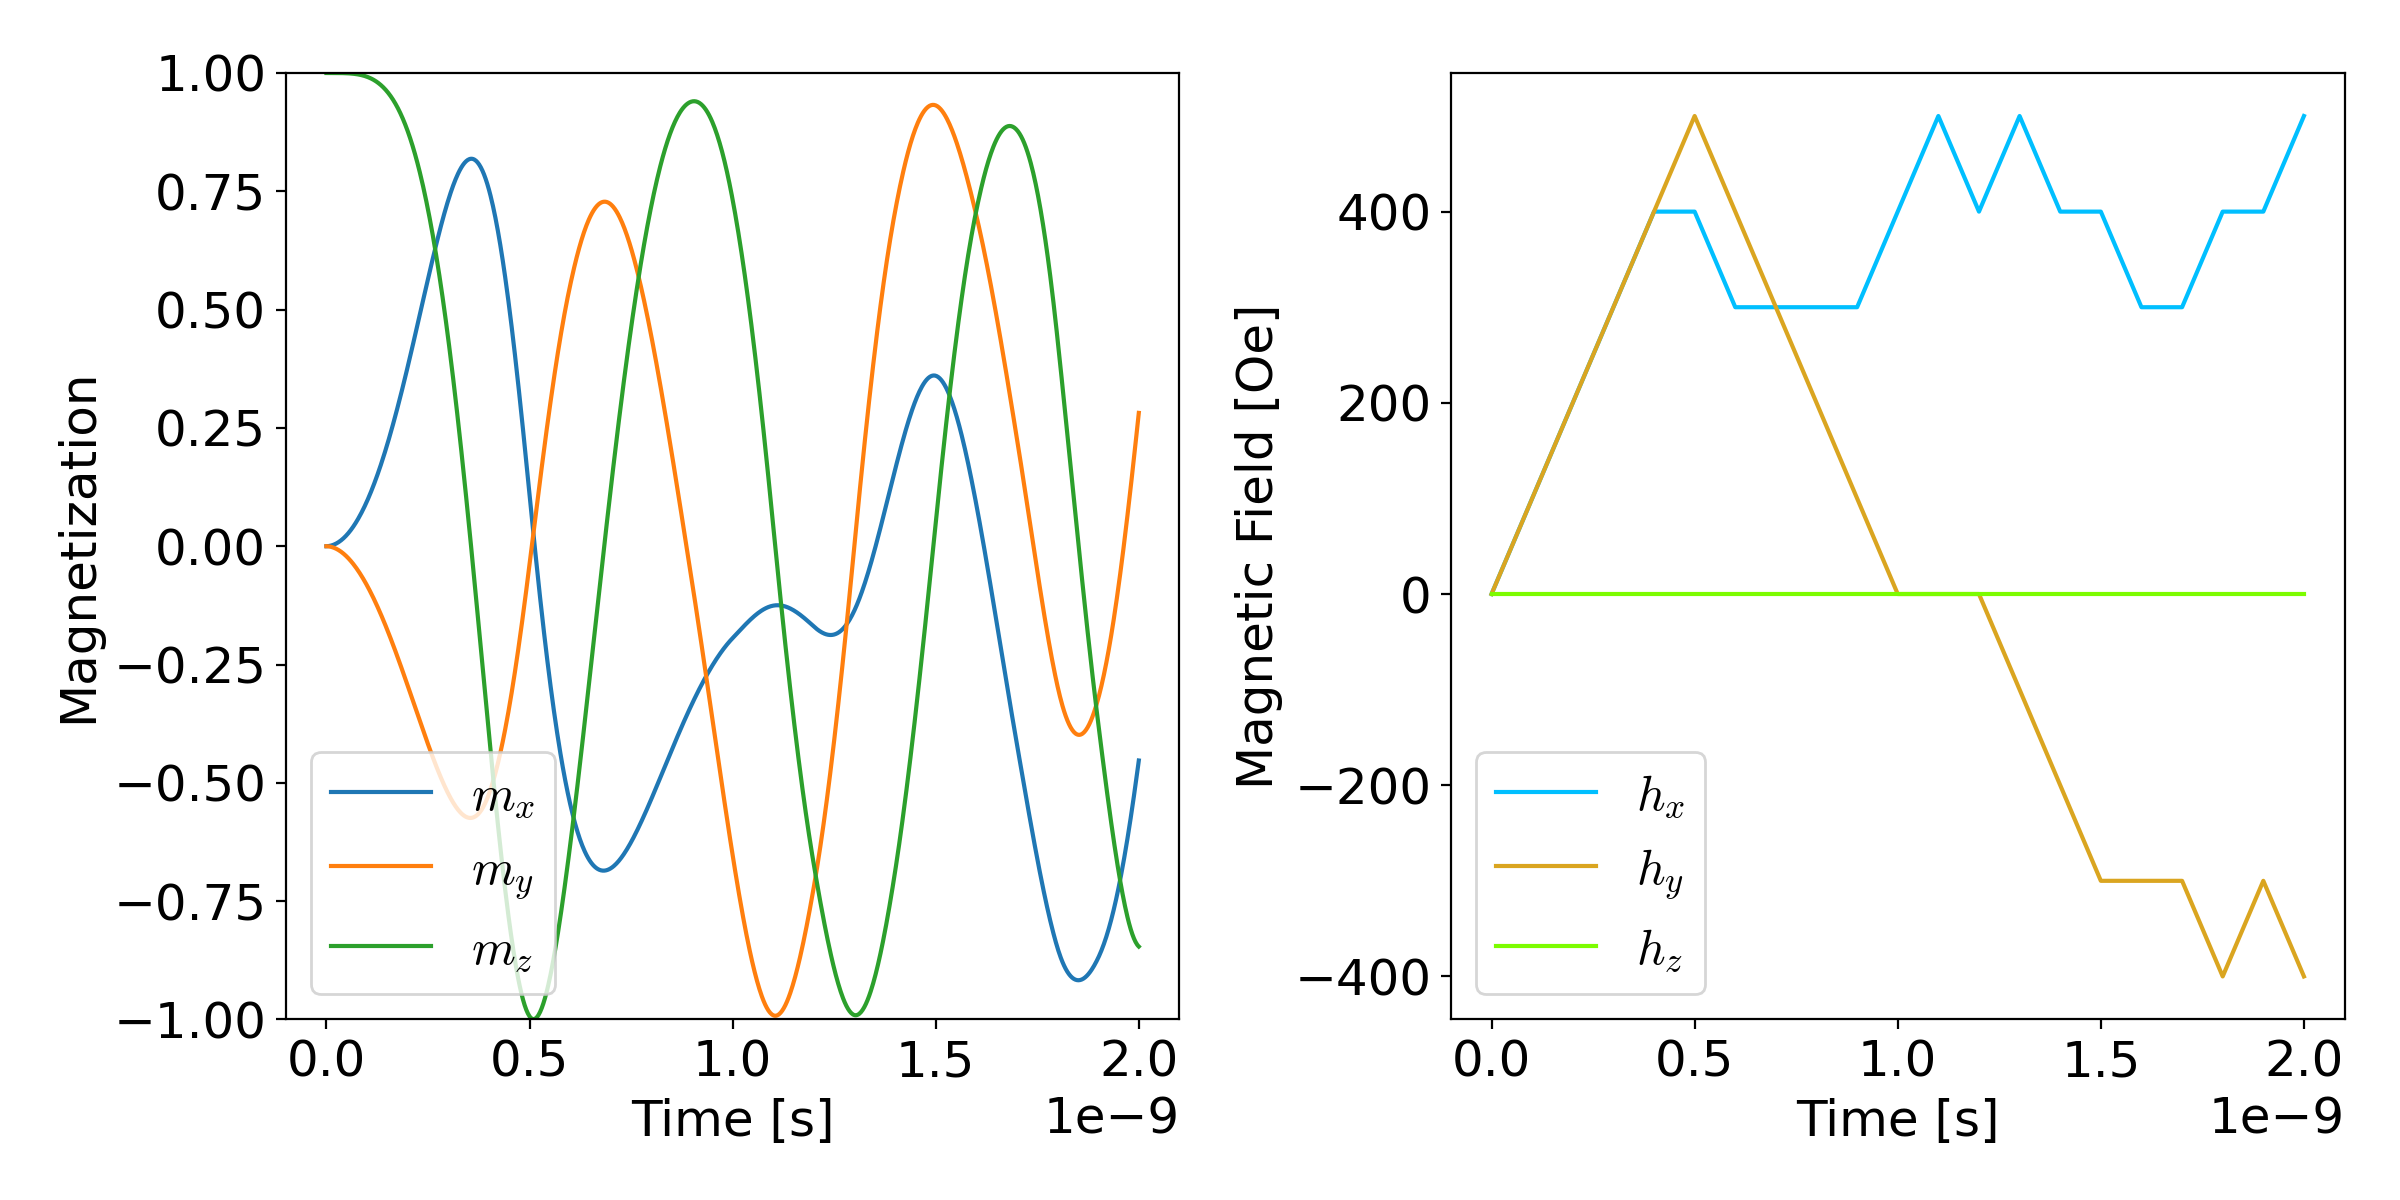 1.00
0.75
0.50
0.25
0.00
−0.25
−0.50
−0.75
−1.00
Magnetization
m_x
m_y
m_z
0.0 0.5 1.0 1.5 2.0
Time [s]
1e−9
400
200
0
−200
−400
Magnetic Field [Oe]
h_x
h_y
h_z
0.0 0.5 1.0 1.5 2.0
Time [s]
1e−9